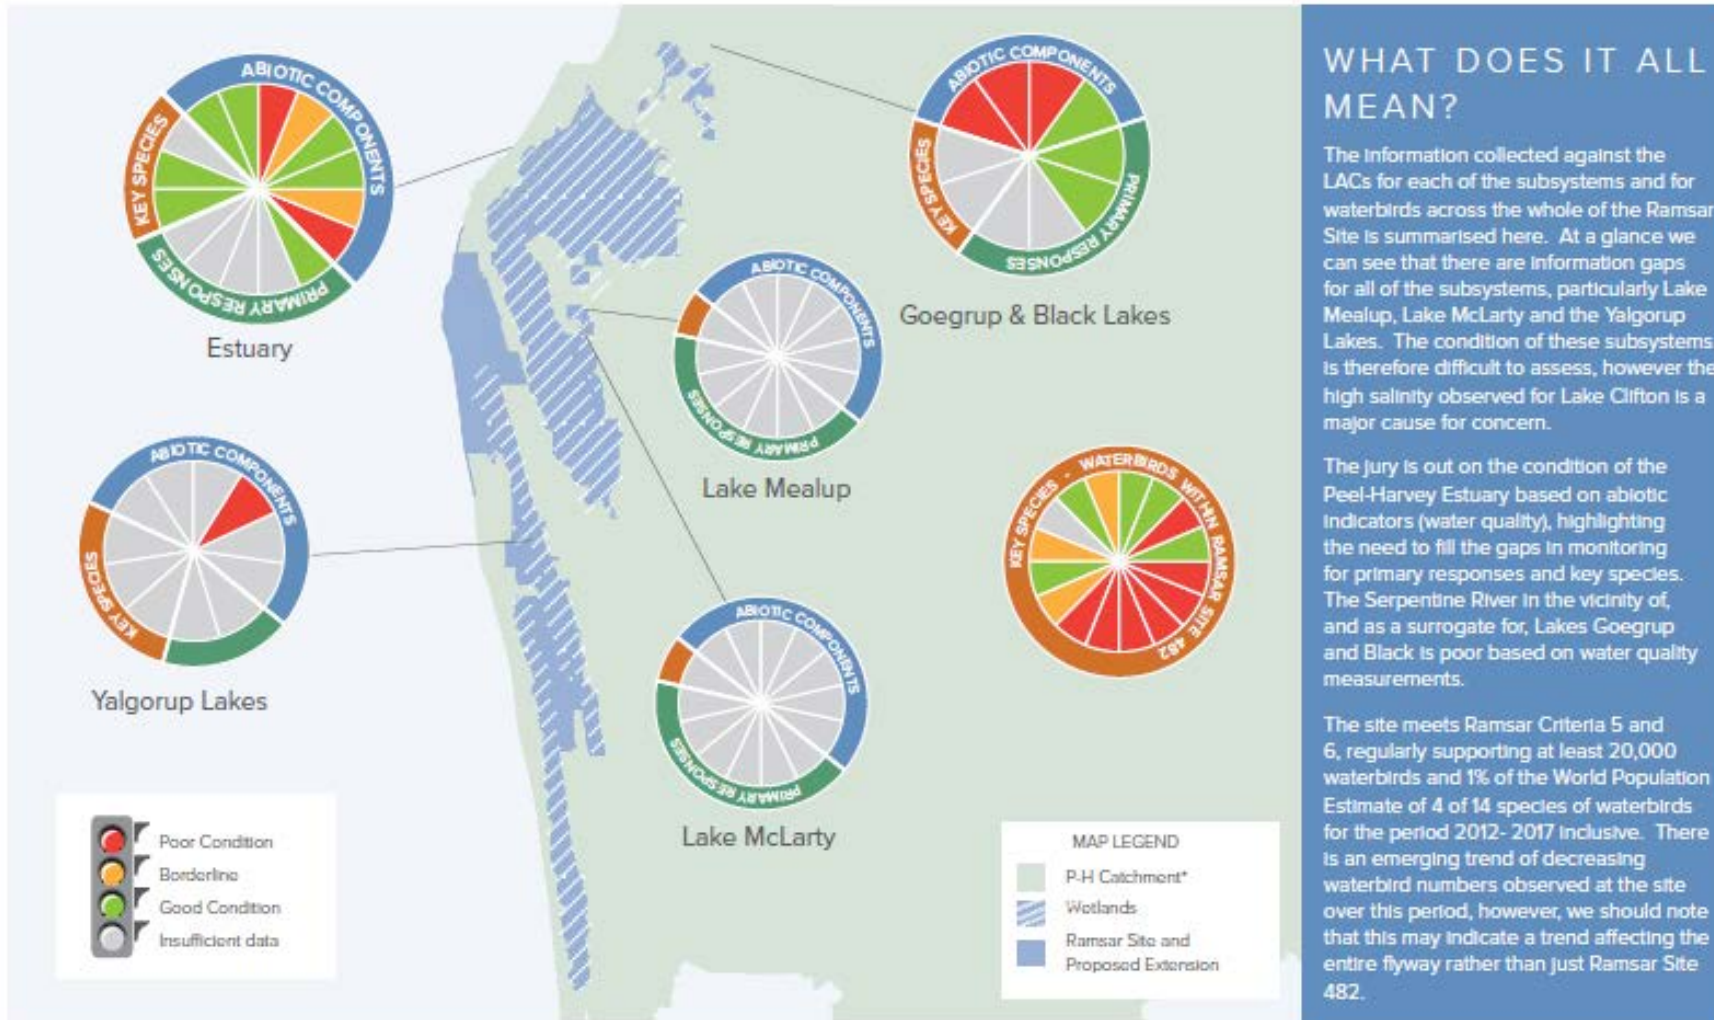 ABIOTIC COMPONENTS
KEY SPECIES
PRIMARY RESPONSES
Estuary
ABIOTIC COMPONENTS
KEY SPECIES
PRIMARY RESPONSES
Goegrup & Black Lakes
ABIOTIC COMPONENTS
PRIMARY RESPONSES
Lake Mealup
ABIOTIC COMPONENTS
KEY SPECIES
Yalgorup Lakes
ABIOTIC COMPONENTS
PRIMARY RESPONSES
Lake McLarty
KEY SPECIES - WATERBIRDS WITHIN RAMSAR SITE 482
Poor Condition
Borderline
Good Condition
Insufficient data
MAP LEGEND
P-H Catchment*
Wetlands
Ramsar Site and
Proposed Extension
WHAT DOES IT ALL
MEAN?
The information collected against the
LACs for each of the subsystems and for
waterbirds across the whole of the Ramsar
Site is summarised here. At a glance we
can see that there are information gaps
for all of the subsystems, particularly Lake
Mealup, Lake McLarty and the Yalgorup
Lakes. The condition of these subsystems
is therefore difficult to assess, however the
high salinity observed for Lake Clifton is a
major cause for concern.
The jury is out on the condition of the
Peel-Harvey Estuary based on abiotic
indicators (water quality), highlighting
the need to fill the gaps in monitoring
for primary responses and key species.
The Serpentine River in the vicinity of,
and as a surrogate for, Lakes Goegrup
and Black is poor based on water quality
measurements.
The site meets Ramsar Criteria 5 and
6, regularly supporting at least 20,000
waterbirds and 1% of the World Population
Estimate of 4 of 14 species of waterbirds
for the period 2012- 2017 inclusive. There
is an emerging trend of decreasing
waterbird numbers observed at the site
over this period, however, we should note
that this may indicate a trend affecting the
entire flyway rather than just Ramsar Site
482.